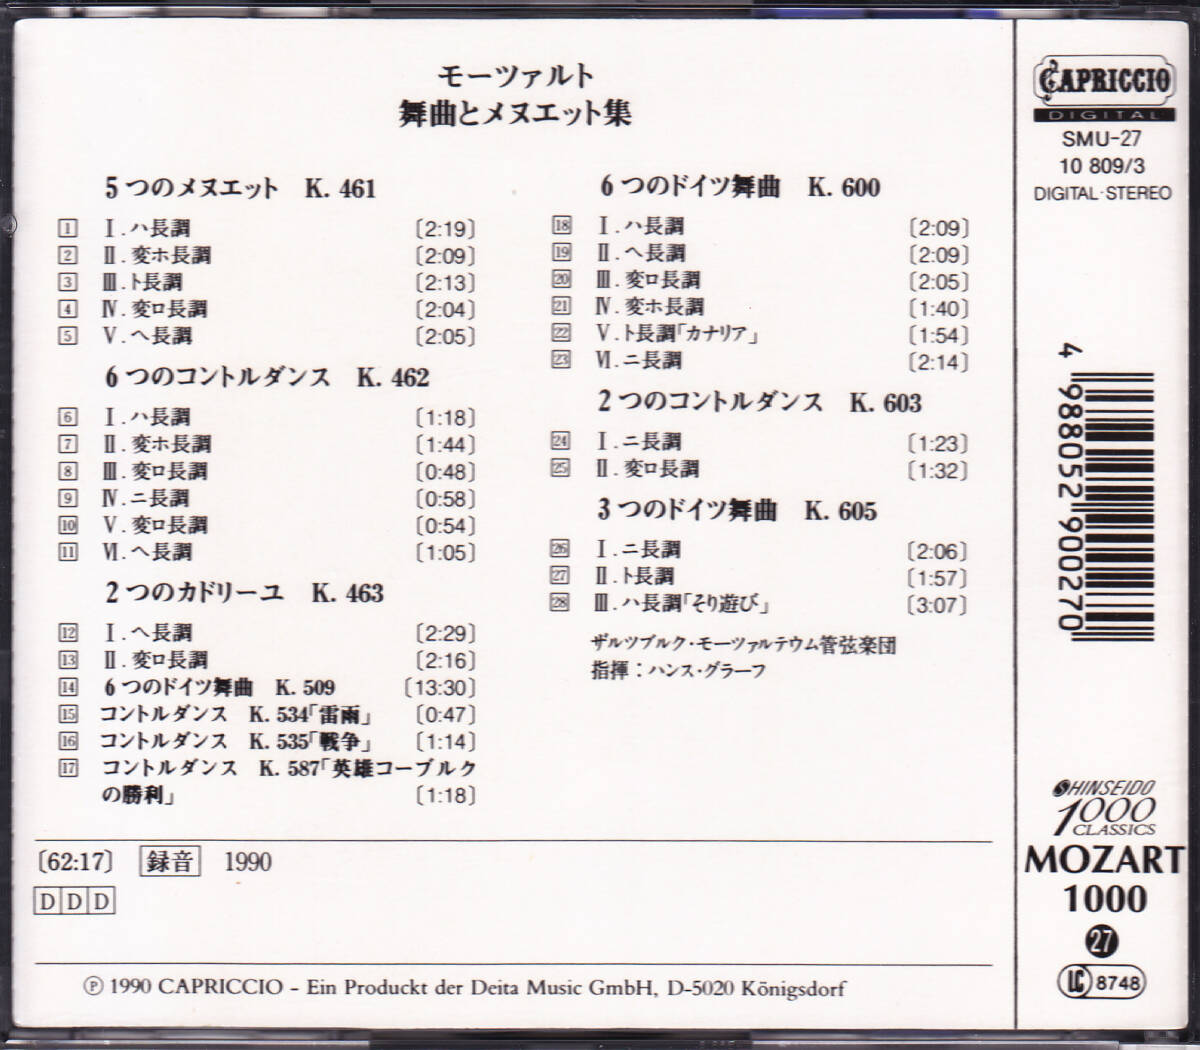 モーツァルト
舞曲とメヌエット集
5つのメヌエット K. 461
1 I.ハ長調 〔2:19〕
2 II.変ホ長調 〔2:09〕
3 III.ト長調 〔2:13〕
4 IV.変ロ長調 〔2:04〕
5 V.ヘ長調 〔2:05〕
6つのコントルダンス K. 462
6 I.ハ長調 〔1:18〕
7 II.変ホ長調 〔1:44〕
8 III.変ロ長調 〔0:48〕
9 IV.ニ長調 〔0:58〕
10 V.変ロ長調 〔0:54〕
11 VI.ヘ長調 〔1:05〕
2つのカドリーユ K. 463
12 I.ヘ長調 〔2:29〕
13 II.変ロ長調 〔2:16〕
14 6つのドイツ舞曲 K. 509 〔13:30〕
15 コントルダンス K. 534「雷雨」 〔0:47〕
16 コントルダンス K. 535「戦争」 〔1:14〕
17 コントルダンス K. 587「英雄コーブルク
の勝利」 〔1:18〕
6つのドイツ舞曲 K. 600
18 I.ハ長調 〔2:09〕
19 II.ヘ長調 〔2:09〕
20 III.変ロ長調 〔2:05〕
21 IV.変ホ長調 〔1:40〕
22 V.ト長調「カナリア」 〔1:54〕
23 VI.ニ長調 〔2:14〕
2つのコントルダンス K. 603
24 I.ニ長調 〔1:23〕
25 II.変ロ長調 〔1:32〕
3つのドイツ舞曲 K. 605
26 I.ニ長調 〔2:06〕
27 II.ト長調 〔1:57〕
28 III.ハ長調「そり遊び」 〔3:07〕
ザルツブルク・モーツァルテウム管弦楽団
指揮：ハンス・グラーフ
〔62:17〕 録音 1990
D D D
Ⓟ 1990 CAPRICCIO – Ein Produckt der Deita Music GmbH, D-5020 Königsdorf
CAPRICCIO
DIGITAL
SMU-27
10 809/3
DIGITAL·STEREO
4 988052 900270
SHINSEIDO
1000
CLASSICS
MOZART
1000
27
LC 8748